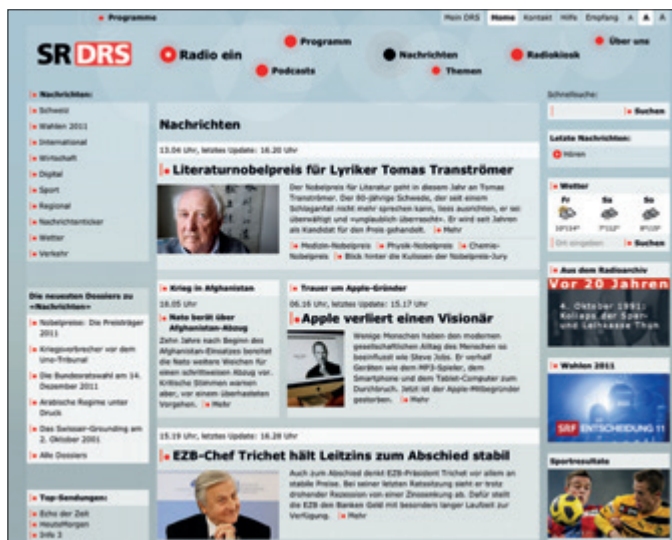 Programme
Mein DRS Home Kontakt Hilfe Empfang A A A
SR DRS
Radio ein
Programm
Nachrichten
Radiokiosk
Über uns
Podcasts
Themen
Nachrichten:
Schweiz
Wahlen 2011
International
Wirtschaft
Digital
Sport
Regional
Nachrichtenticker
Wetter
Verkehr
Die neuesten Dossiers zu
«Nachrichten»
Nobelpreise: Die Preisträger
2011
Kriegsverbrecher vor dem
Uno-Tribunal
Die Bundesratswahl am 14.
Dezember 2011
Arabische Regime unter
Druck
Das Swissair-Grounding am
2. Oktober 2001
Alle Dossiers
Top-Sendungen:
Echo der Zeit
HeuteMorgen
Info 3
Nachrichten
13.04 Uhr, letztes Update: 16.20 Uhr
Literaturnobelpreis für Lyriker Tomas Tranströmer
Der Nobelpreis für Literatur geht in diesem Jahr an Tomas
Tranströmer. Der 80-jährige Schwede, der seit einem
Schlaganfall nicht mehr sprechen kann, liess ausrichten, er sei
überwältigt und «unglaublich überrascht». Er wird seit Jahren
als Kandidat für den Preis gehandelt. Mehr
Medizin-Nobelpreis Physik-Nobelpreis Chemie-
Nobelpreis Blick hinter die Kulissen der Nobelpreis-Jury
Krieg in Afghanistan
18.05 Uhr
Nato berät über
Afghanistan-Abzug
Zehn Jahre nach Beginn des
Afghanistan-Einsatzes bereitet
die Nato weitere Weichen für
einen schrittweisen Abzug vor.
Kritische Stimmen warnen
aber, vor einem überhasteten
Vorgehen. Mehr
Trauer um Apple-Gründer
06.16 Uhr, letztes Update: 15.17 Uhr
Apple verliert einen Visionär
Wenige Menschen haben den modernen
gesellschaftlichen Alltag des Menschen so
beeinflusst wie Steve Jobs. Er verhalf
Geräten wie dem MP3-Spieler, dem
Smartphone und dem Tablet-Computer zum
Durchbruch. Jetzt ist der Apple-Mitbegründer
gestorben. Mehr
15.19 Uhr, letztes Update: 16.28 Uhr
EZB-Chef Trichet hält Leitzins zum Abschied stabil
Auch zum Abschied denkt EZB-Präsident Trichet vor allem an
stabile Preise. Bei seiner letzten Ratssitzung sieht er trotz
drohender Rezession von einer Zinssenkung ab. Dafür stellt
die EZB den Banken Geld mit besonders langer Laufzeit zur
Verfügung. Mehr
Schnellsuche:
Suchen
Letzte Nachrichten:
Hören
Wetter
Fr Sa So
Ort eingeben Suchen
Aus dem Radioarchiv
Vor 20 Jahren
4. Oktober 1991:
Kollaps der Spar-
und Leihkasse Thun
Wahlen 2011
SRF ENTSCHEIDUNG 11
Sportresultate